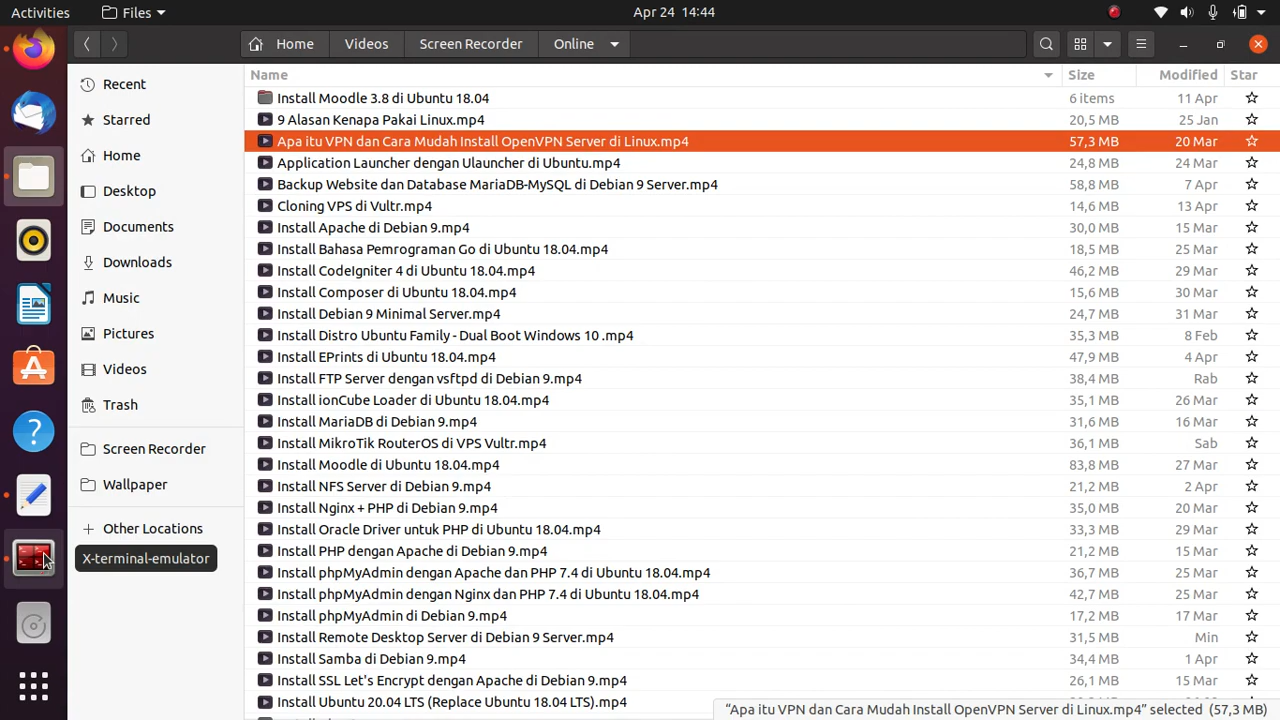 Activities Files Apr 24 14:44
Home Videos Screen Recorder Online
Name Size Modified Star
Recent
Starred
Home
Desktop
Documents
Downloads
Music
Pictures
Videos
Trash
Screen Recorder
Wallpaper
Other Locations
X-terminal-emulator
Install Moodle 3.8 di Ubuntu 18.04 6 items 11 Apr
9 Alasan Kenapa Pakai Linux.mp4 20,5 MB 25 Jan
Apa itu VPN dan Cara Mudah Install OpenVPN Server di Linux.mp4 57,3 MB 20 Mar
Application Launcher dengan Ulauncher di Ubuntu.mp4 24,8 MB 24 Mar
Backup Website dan Database MariaDB-MySQL di Debian 9 Server.mp4 58,8 MB 7 Apr
Cloning VPS di Vultr.mp4 14,6 MB 13 Apr
Install Apache di Debian 9.mp4 30,0 MB 15 Mar
Install Bahasa Pemrograman Go di Ubuntu 18.04.mp4 18,5 MB 25 Mar
Install CodeIgniter 4 di Ubuntu 18.04.mp4 46,2 MB 29 Mar
Install Composer di Ubuntu 18.04.mp4 15,6 MB 30 Mar
Install Debian 9 Minimal Server.mp4 24,7 MB 31 Mar
Install Distro Ubuntu Family - Dual Boot Windows 10 .mp4 35,3 MB 8 Feb
Install EPrints di Ubuntu 18.04.mp4 47,9 MB 4 Apr
Install FTP Server dengan vsftpd di Debian 9.mp4 38,4 MB Rab
Install ionCube Loader di Ubuntu 18.04.mp4 35,1 MB 26 Mar
Install MariaDB di Debian 9.mp4 31,6 MB 16 Mar
Install MikroTik RouterOS di VPS Vultr.mp4 36,1 MB Sab
Install Moodle di Ubuntu 18.04.mp4 83,8 MB 27 Mar
Install NFS Server di Debian 9.mp4 21,2 MB 2 Apr
Install Nginx + PHP di Debian 9.mp4 35,0 MB 20 Mar
Install Oracle Driver untuk PHP di Ubuntu 18.04.mp4 33,3 MB 29 Mar
Install PHP dengan Apache di Debian 9.mp4 21,2 MB 15 Mar
Install phpMyAdmin dengan Apache dan PHP 7.4 di Ubuntu 18.04.mp4 36,7 MB 25 Mar
Install phpMyAdmin dengan Nginx dan PHP 7.4 di Ubuntu 18.04.mp4 42,7 MB 25 Mar
Install phpMyAdmin di Debian 9.mp4 17,2 MB 17 Mar
Install Remote Desktop Server di Debian 9 Server.mp4 31,5 MB Min
Install Samba di Debian 9.mp4 34,4 MB 1 Apr
Install SSL Let's Encrypt dengan Apache di Debian 9.mp4 26,1 MB 15 Mar
Install Ubuntu 20.04 LTS (Replace Ubuntu 18.04 LTS).mp4
“Apa itu VPN dan Cara Mudah Install OpenVPN Server di Linux.mp4” selected (57,3 MB)